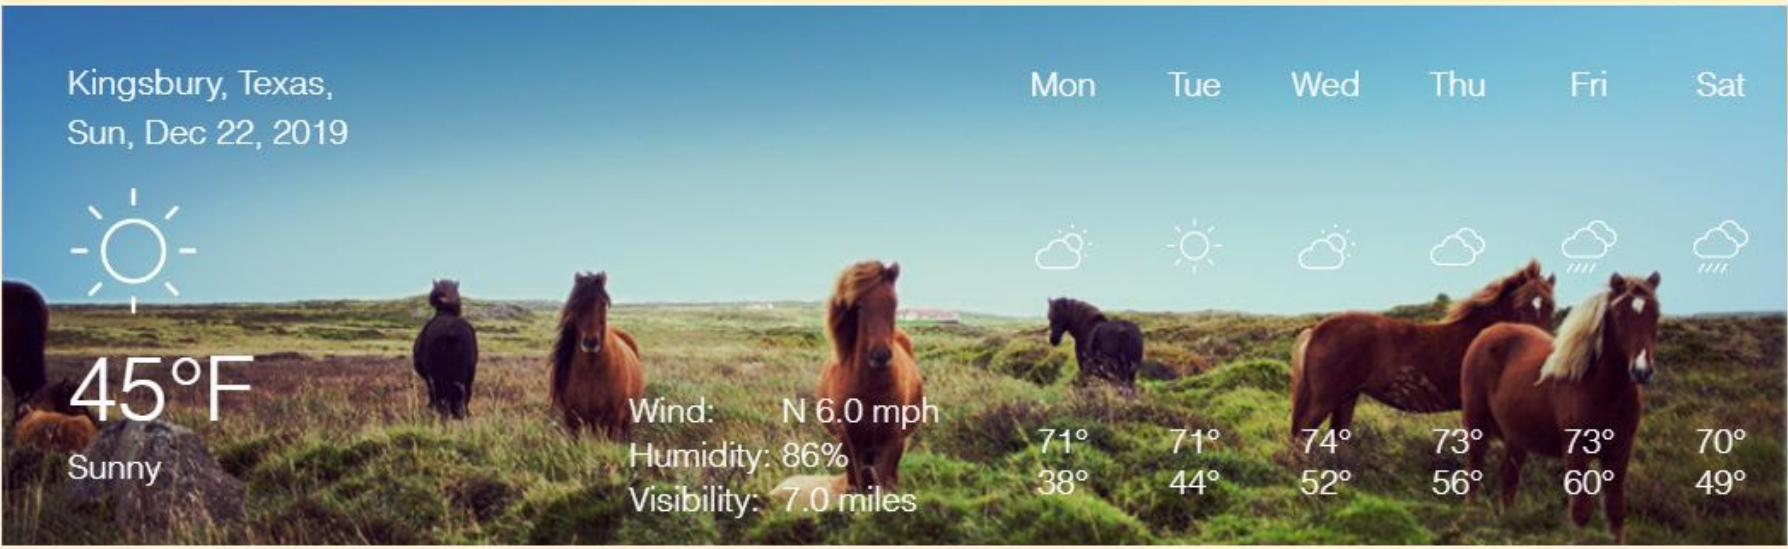 Kingsbury, Texas,
Sun, Dec 22, 2019
45°F
Sunny
Wind: N 6.0 mph
Humidity: 86%
Visibility: 7.0 miles
Mon Tue Wed Thu Fri Sat
71° 71° 74° 73° 73° 70°
38° 44° 52° 56° 60° 49°